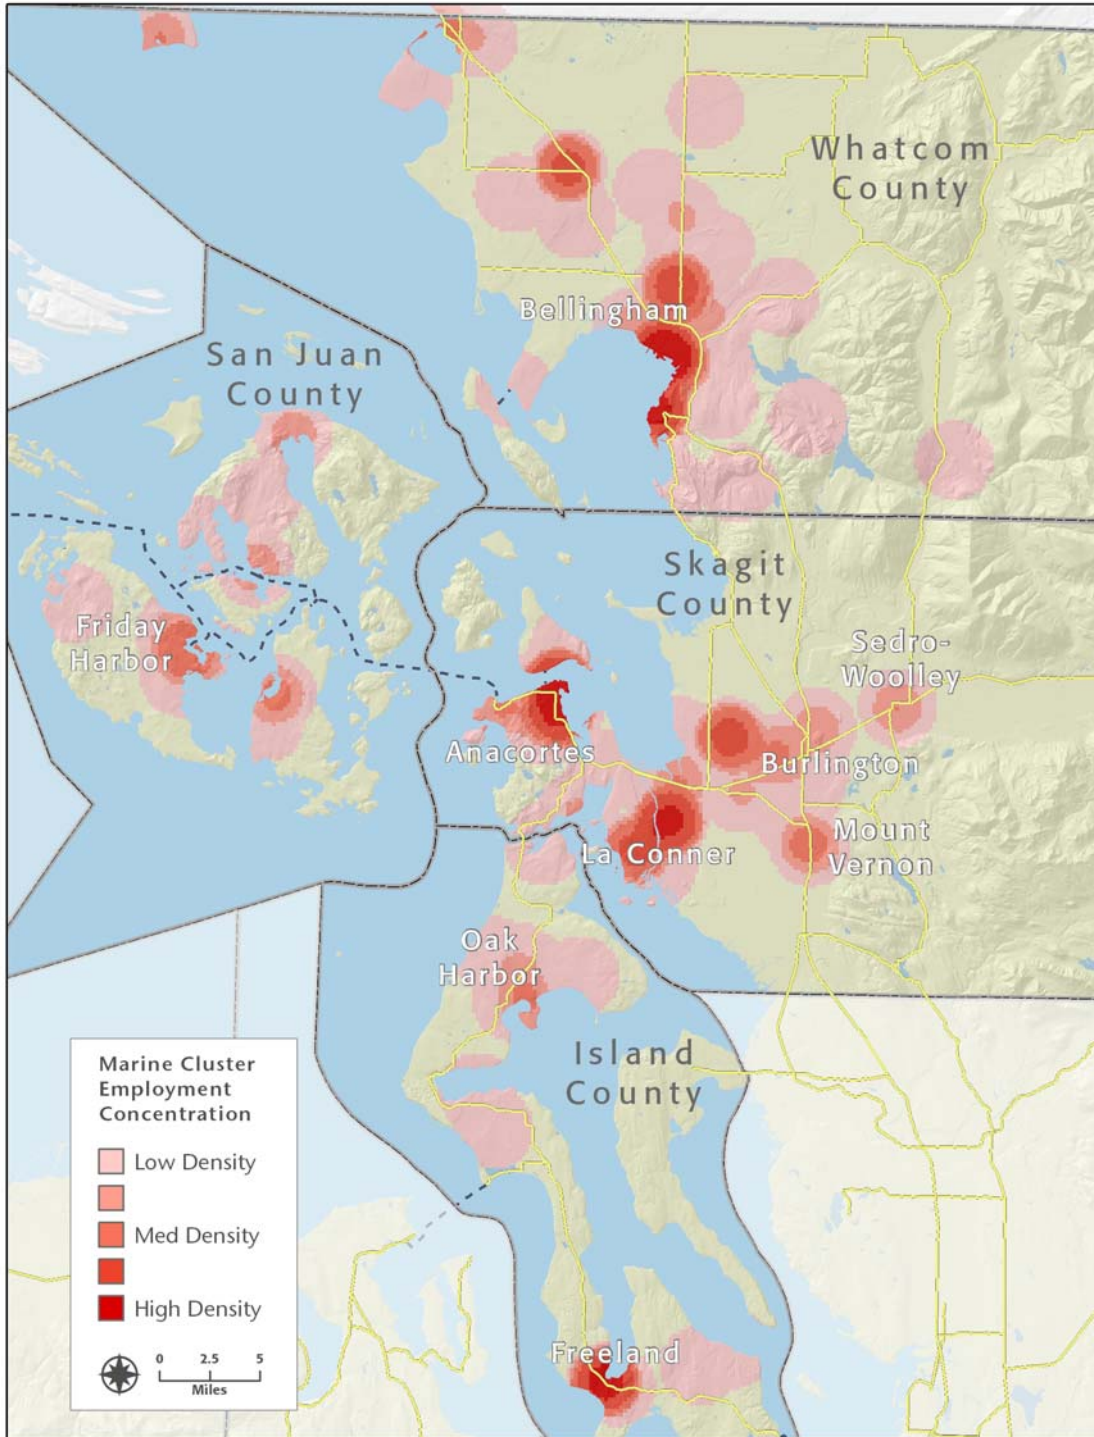 Whatcom
County
Bellingham
San Juan
County
Skagit
County
Friday
Harbor
Sedro-
Woolley
Anacortes
Burlington
La Conner
Mount
Vernon
Oak
Harbor
Island
County
Freeland
Marine Cluster
Employment
Concentration
Low Density
Med Density
High Density
0 2.5 5
Miles